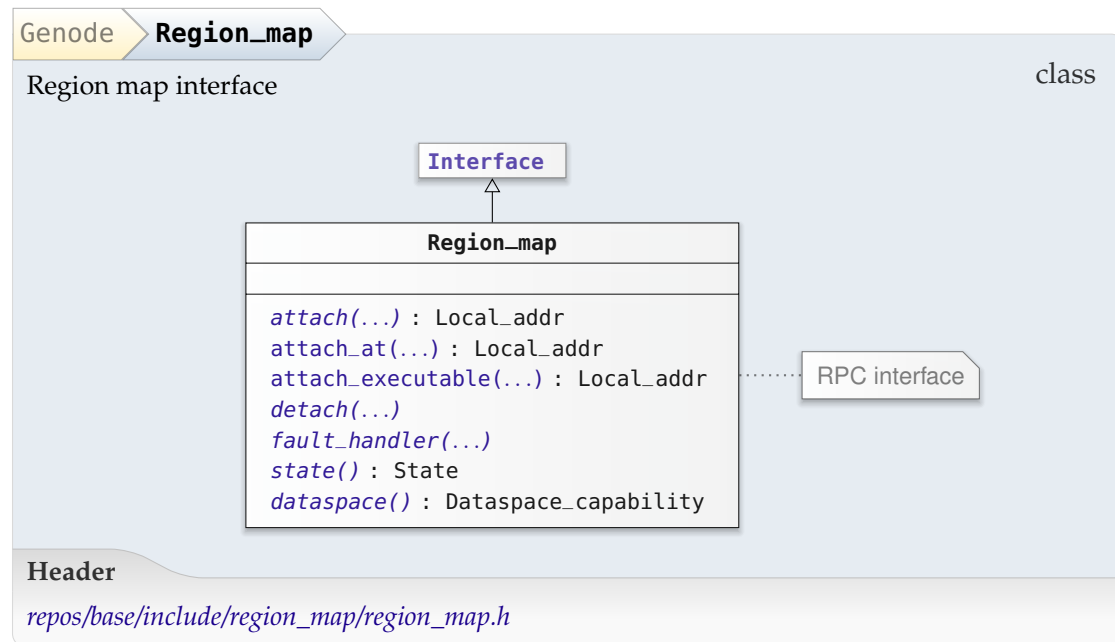 Genode Region_map
class
Region map interface
Interface
Region_map
attach(...) : Local_addr
attach_at(...) : Local_addr
attach_executable(...) : Local_addr
RPC interface
detach(...)
fault_handler(...)
state() : State
dataspace() : Dataspace_capability
Header
repos/base/include/region_map/region_map.h